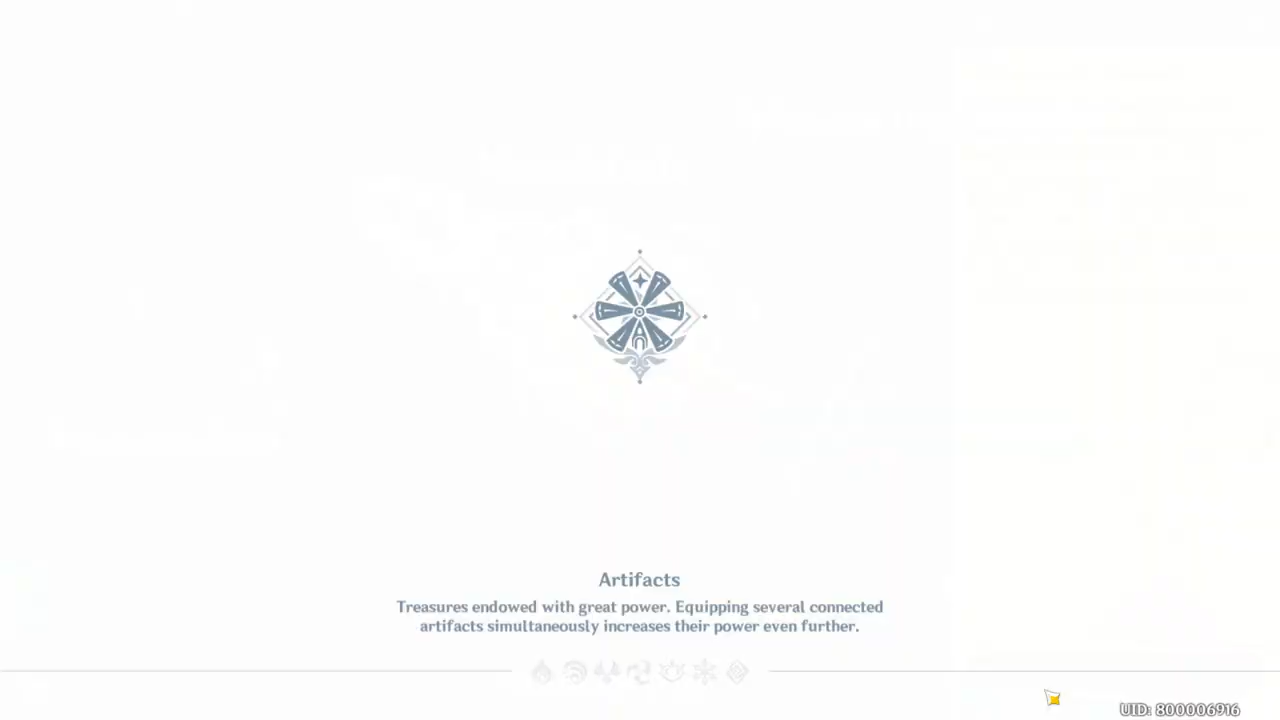 Artifacts
Treasures endowed with great power. Equipping several connected
artifacts simultaneously increases their power even further.
UID: 800006916